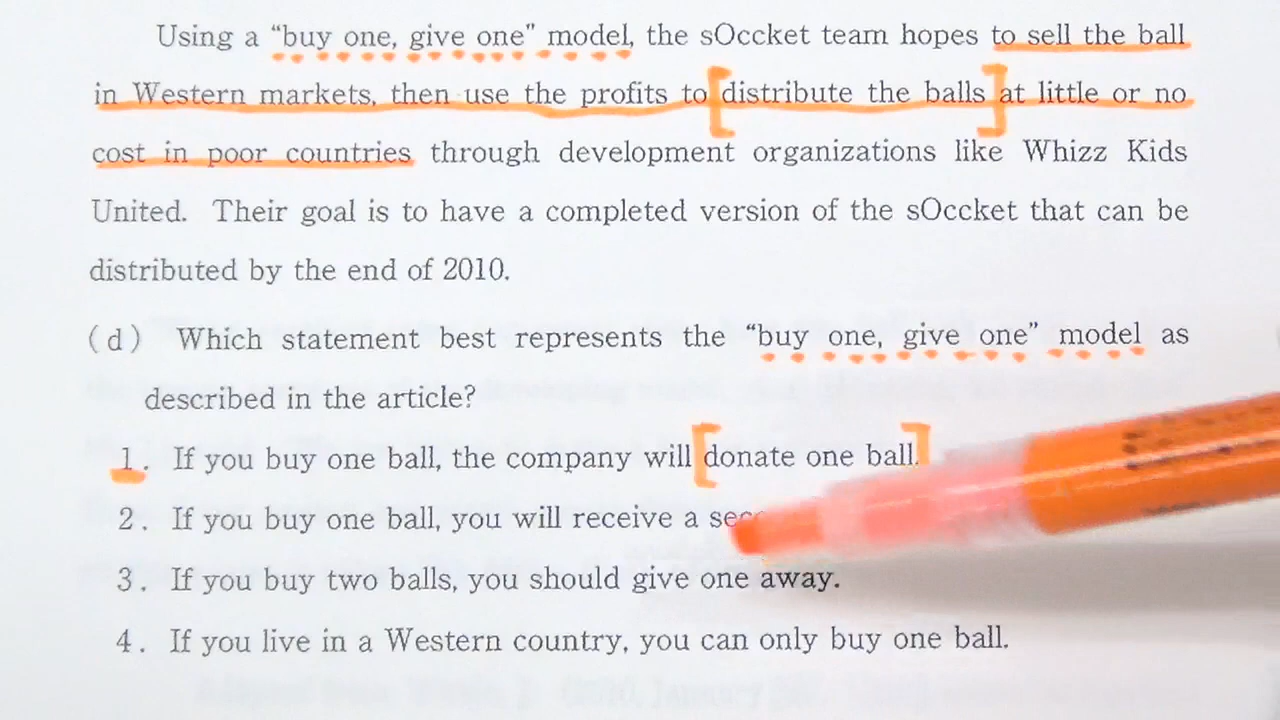 Using a “buy one, give one” model, the sOccket team hopes to sell the ball
in Western markets, then use the profits to distribute the balls at little or no
cost in poor countries through development organizations like Whizz Kids
United. Their goal is to have a completed version of the sOccket that can be
distributed by the end of 2010.
(d) Which statement best represents the “buy one, give one” model as
described in the article?
1. If you buy one ball, the company will donate one ball.
2. If you buy one ball, you will receive a
3. If you buy two balls, you should give one away.
4. If you live in a Western country, you can only buy one ball.